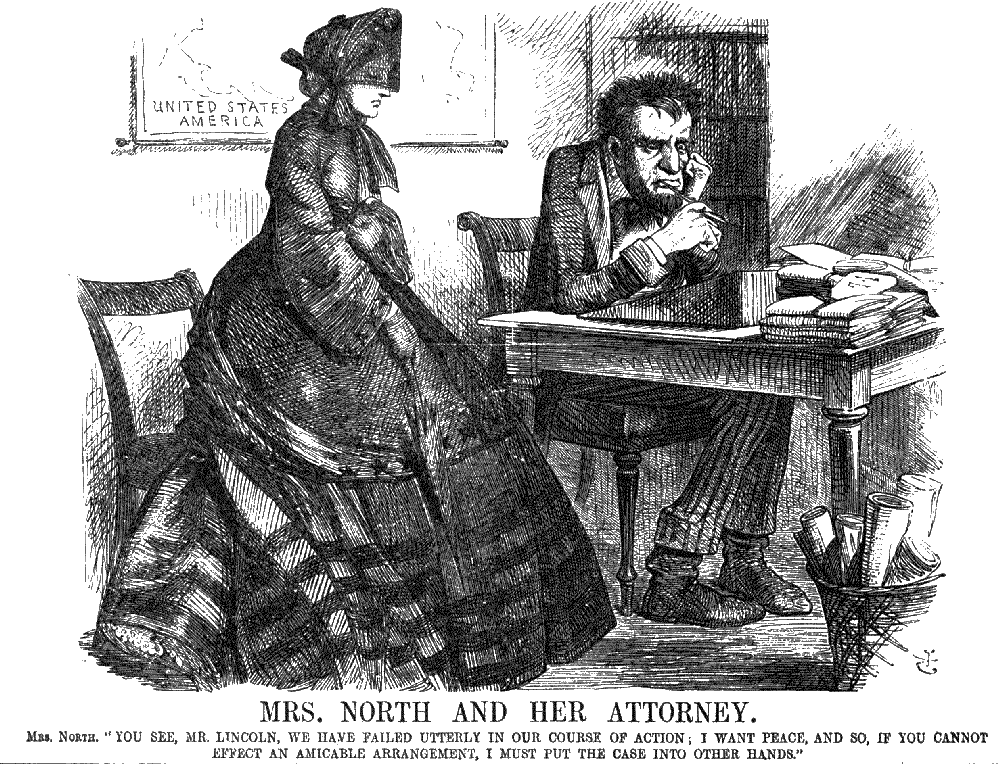 UNITED STATES
AMERICA
MRS. NORTH AND HER ATTORNEY.
MRS. NORTH. "YOU SEE, MR. LINCOLN, WE HAVE FAILED UTTERLY IN OUR COURSE OF ACTION; I WANT PEACE, AND SO, IF YOU CANNOT
EFFECT AN AMICABLE ARRANGEMENT, I MUST PUT THE CASE INTO OTHER HANDS."